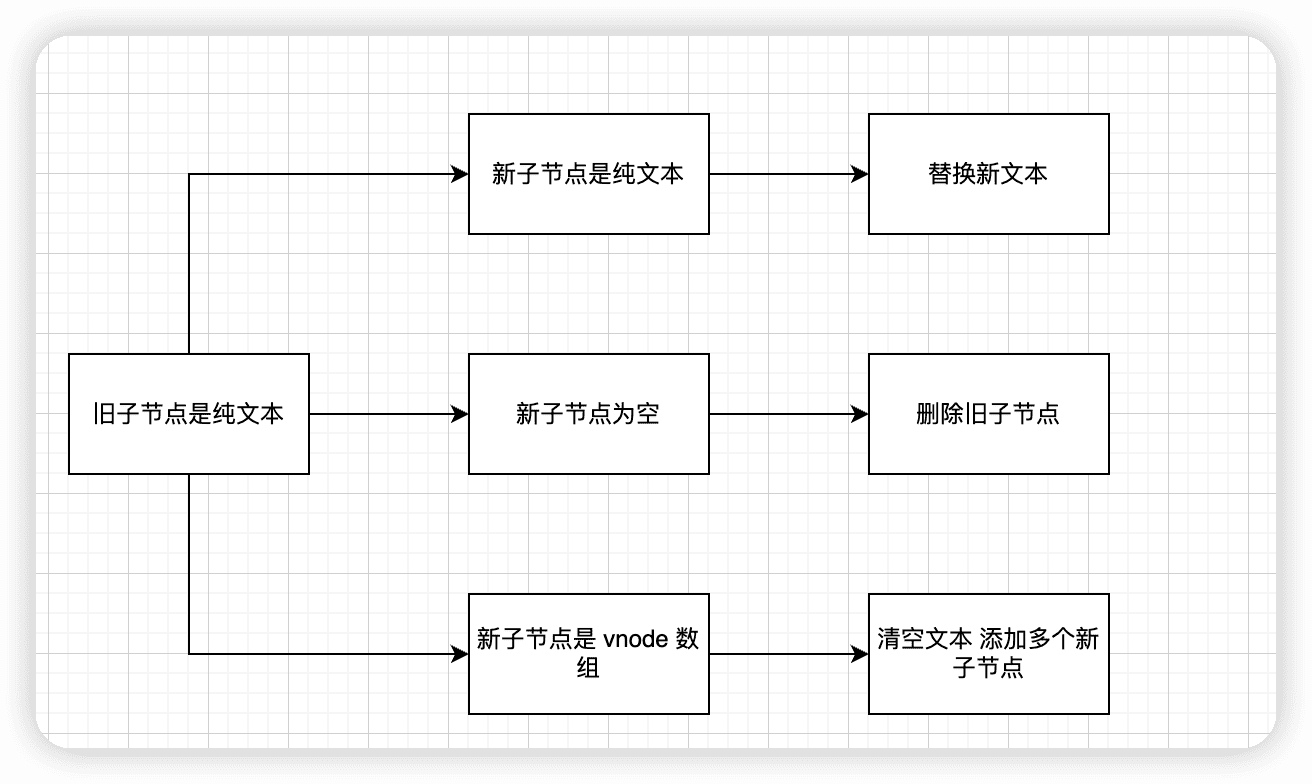 新子节点是纯文本
替换新文本
旧子节点是纯文本
新子节点为空
删除旧子节点
新子节点是 vnode 数
组
清空文本 添加多个新
子节点